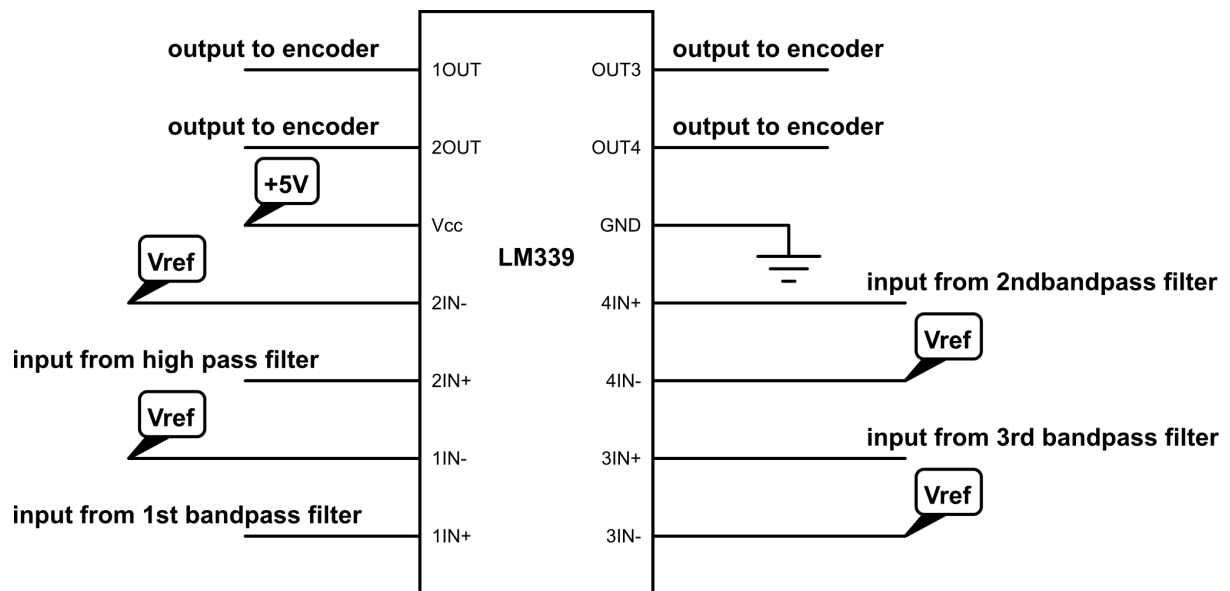 output to encoder
1OUT
OUT3
output to encoder
output to encoder
2OUT
OUT4
output to encoder
+5V
Vcc
GND
LM339
Vref
2IN-
4IN+
input from 2ndbandpass filter
input from high pass filter
2IN+
4IN-
Vref
Vref
1IN-
3IN+
input from 3rd bandpass filter
input from 1st bandpass filter
1IN+
3IN-
Vref